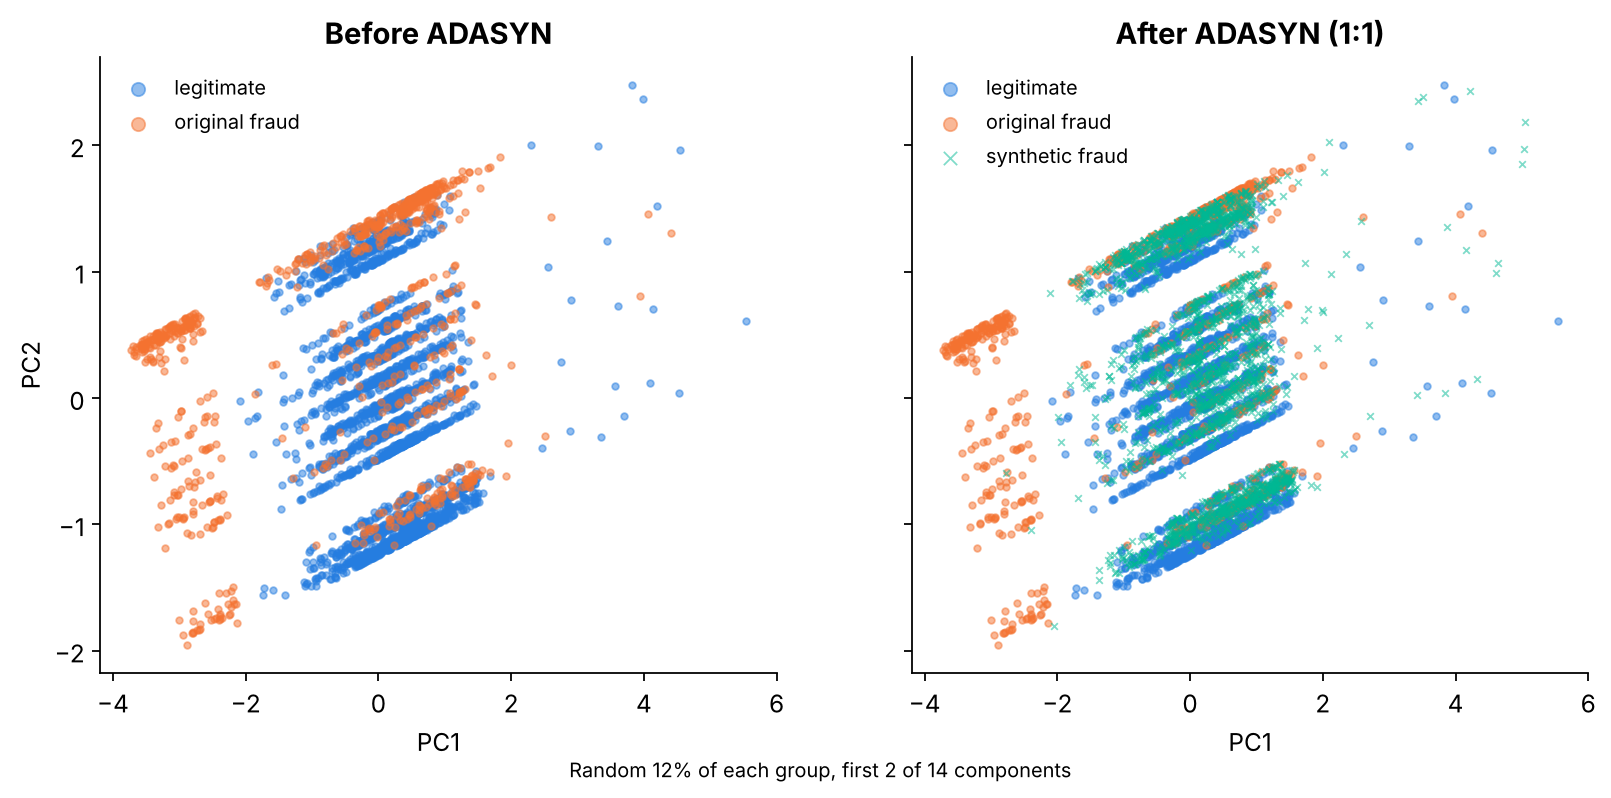 Before ADASYN
After ADASYN (1:1)
legitimate
original fraud
legitimate
original fraud
synthetic fraud
PC2
2
1
0
−1
−2
−4
−2
0
2
4
6
−4
−2
0
2
4
6
PC1
PC1
Random 12% of each group, first 2 of 14 components